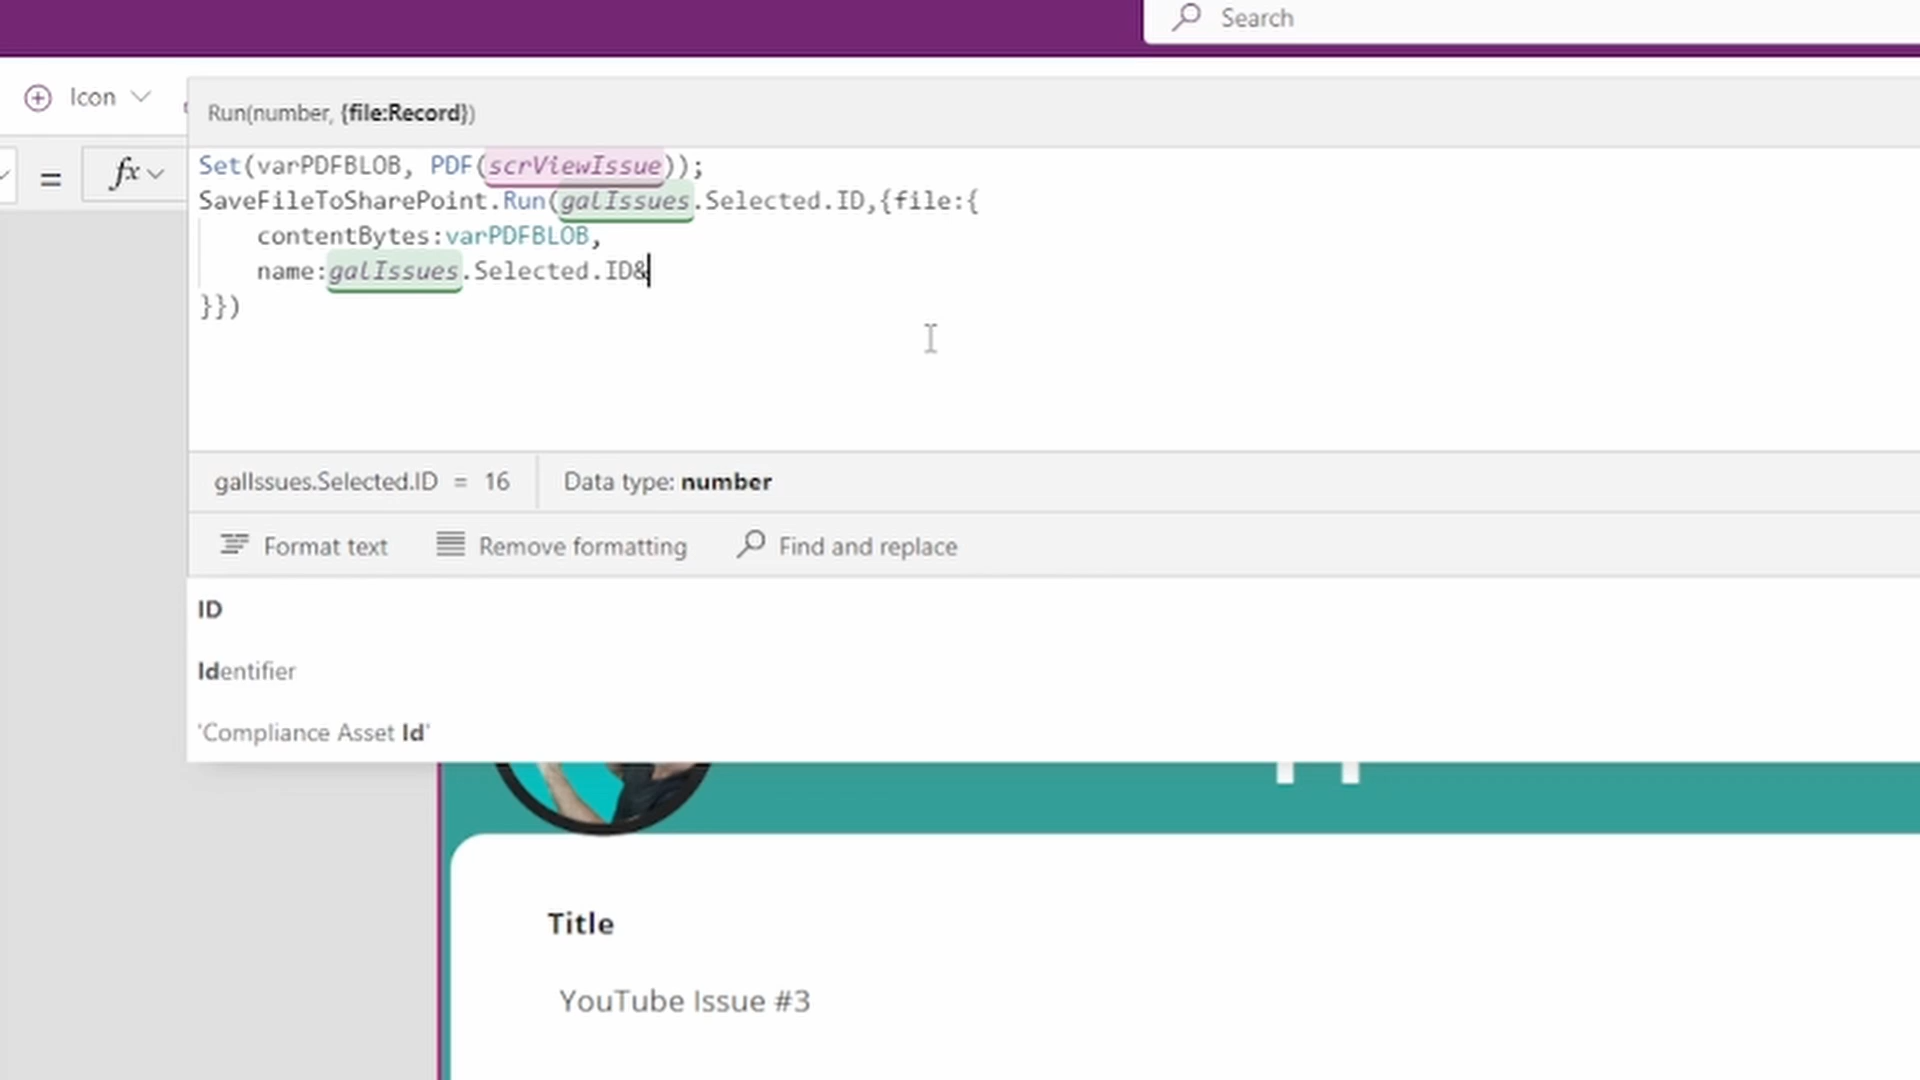 Search
Icon
Run(number, {file:Record})
= fx
Set(varPDFBLOB, PDF(scrViewIssue));
SaveFileToSharePoint.Run(galIssues.Selected.ID,{file:{
contentBytes:varPDFBLOB,
name:galIssues.Selected.ID&
}})
galIssues.Selected.ID = 16 Data type: number
Format text Remove formatting Find and replace
ID
Identifier
'Compliance Asset Id'
Title
YouTube Issue #3